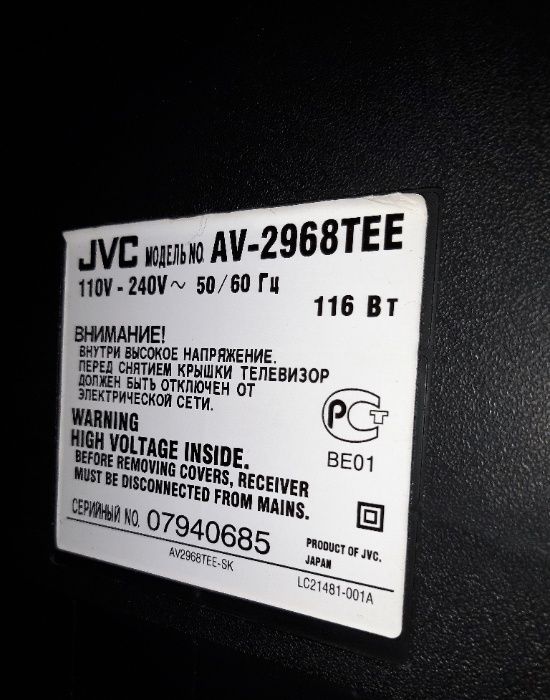 JVC МОДЕЛЬ NO. AV-2968TEE
110V - 240V ~ 50 / 60 Гц
116 Вт
ВНИМАНИЕ!
ВНУТРИ ВЫСОКОЕ НАПРЯЖЕНИЕ.
ПЕРЕД СНЯТИЕМ КРЫШКИ ТЕЛЕВИЗОР
ДОЛЖЕН БЫТЬ ОТКЛЮЧЕН ОТ
ЭЛЕКТРИЧЕСКОЙ СЕТИ.
РСТ
BE01
WARNING
HIGH VOLTAGE INSIDE.
BEFORE REMOVING COVERS, RECEIVER
MUST BE DISCONNECTED FROM MAINS.
СЕРИЙНЫЙ NO. 07940685
PRODUCT OF JVC.
JAPAN
AV2968TEE-SK
LC21481-001A